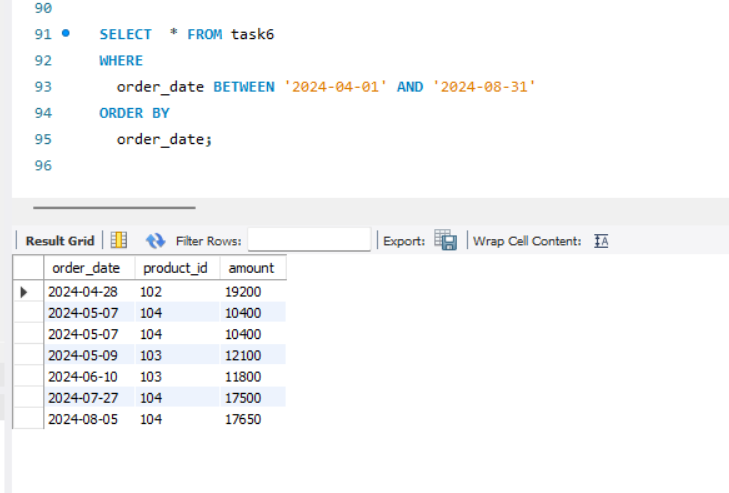 90
91 SELECT * FROM task6
92 WHERE
93 order_date BETWEEN '2024-04-01' AND '2024-08-31'
94 ORDER BY
95 order_date;
96
Result Grid Filter Rows: Export: Wrap Cell Content: IA
order_date product_id amount
2024-04-28 102 19200
2024-05-07 104 10400
2024-05-07 104 10400
2024-05-09 103 12100
2024-06-10 103 11800
2024-07-27 104 17500
2024-08-05 104 17650